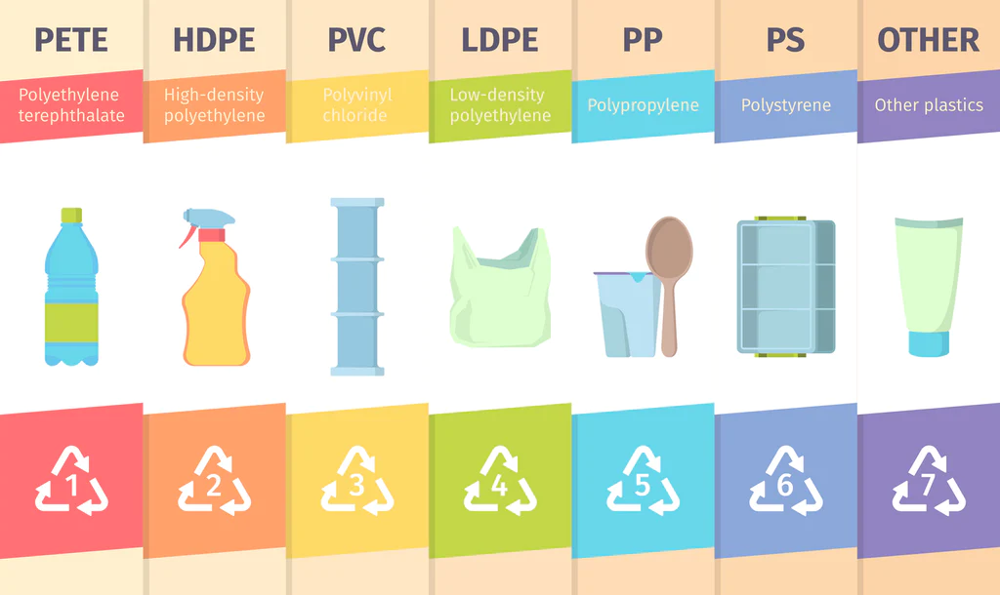 PETE
HDPE
PVC
LDPE
PP
PS
OTHER
Polyethylene
terephthalate
High-density
polyethylene
Polyvinyl
chloride
Low-density
polyethylene
Polypropylene
Polystyrene
Other plastics
1
2
3
4
5
6
7